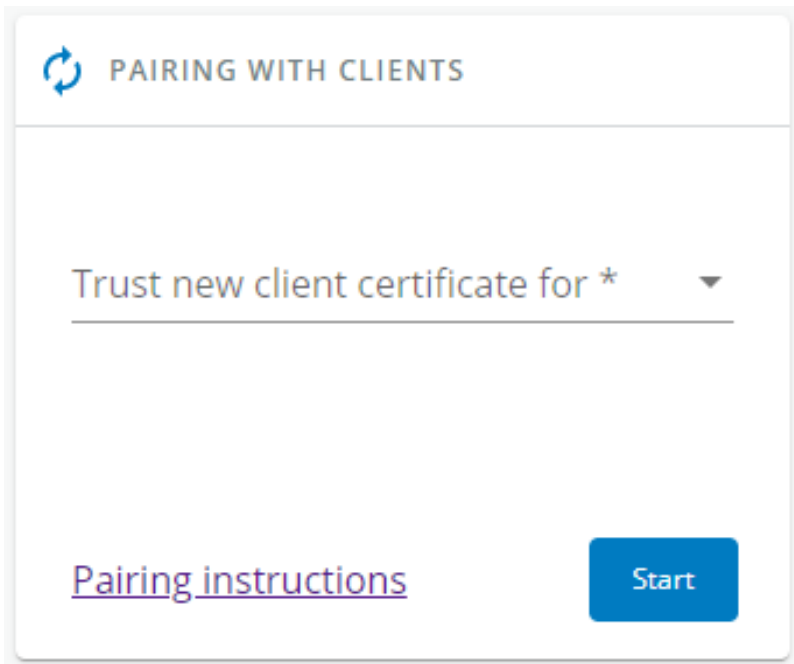 PAIRING WITH CLIENTS
Trust new client certificate for *
Pairing instructions
Start